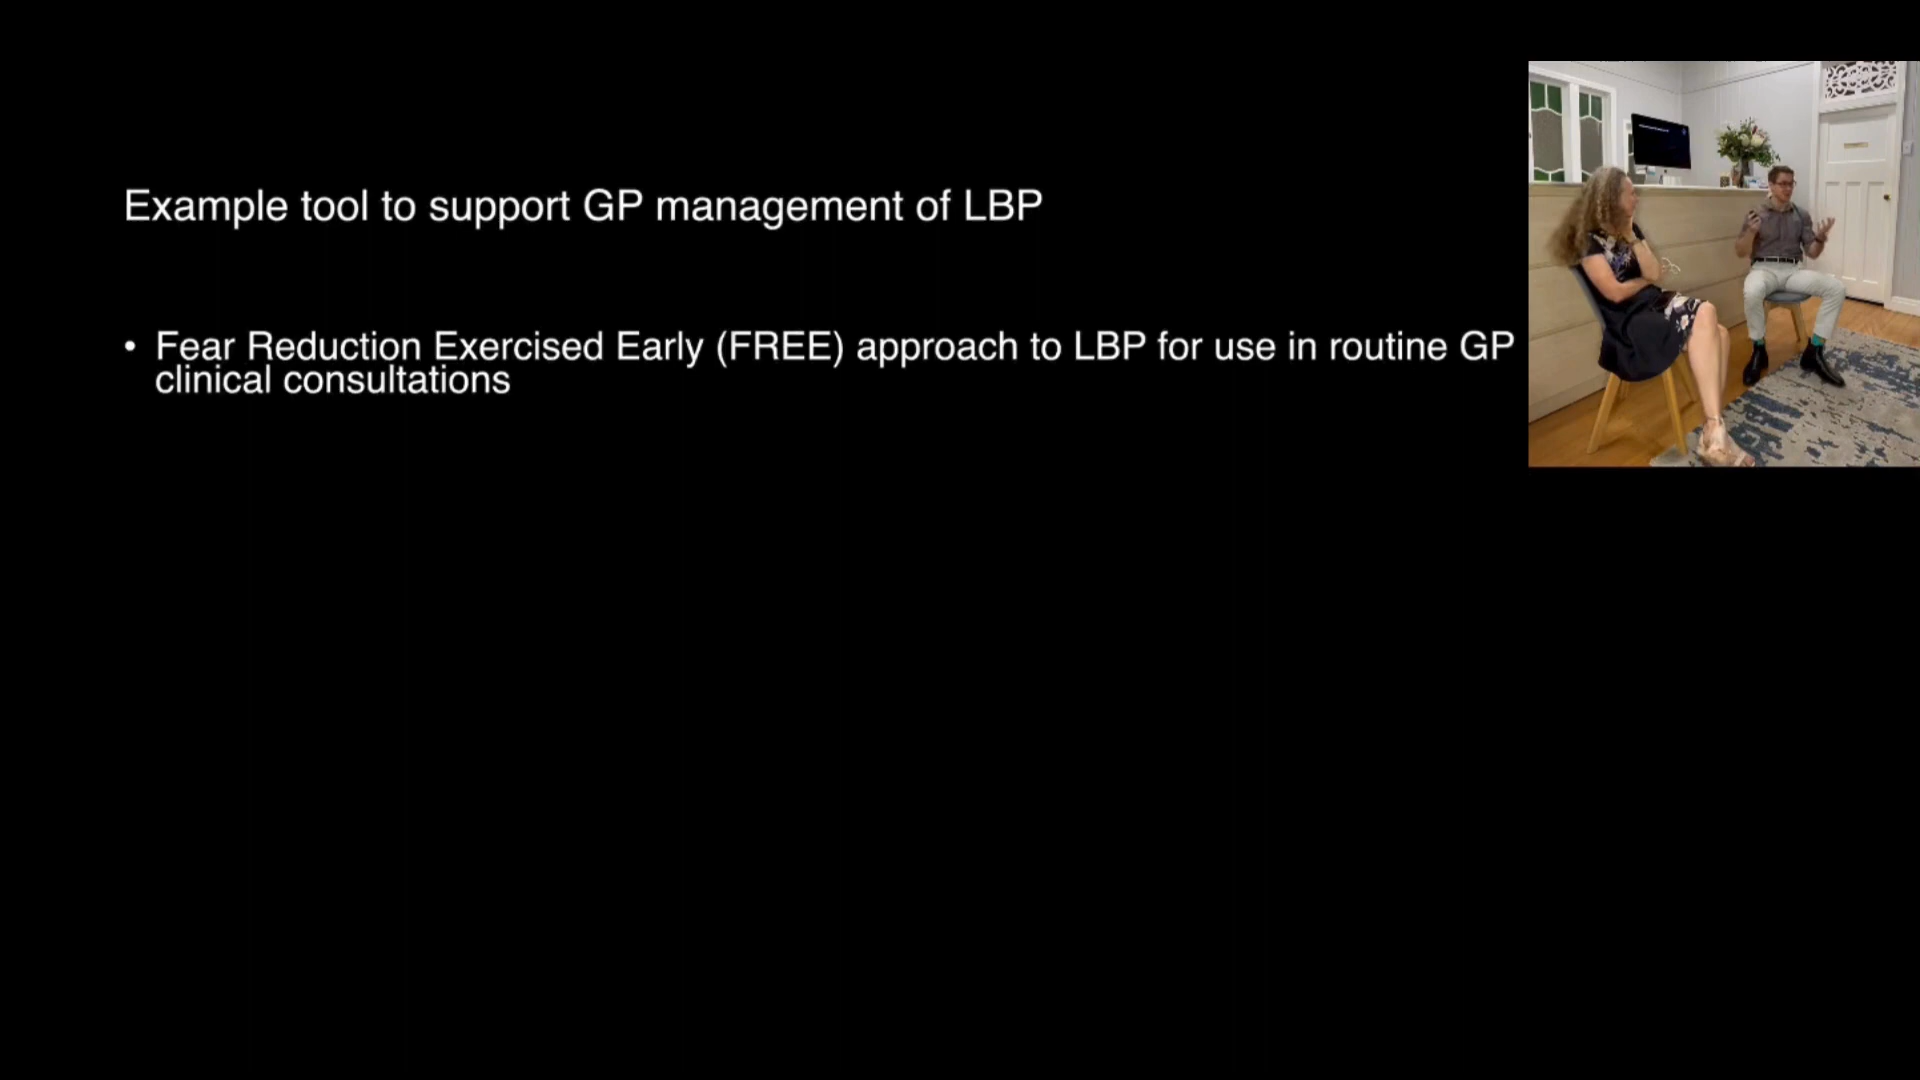 Example tool to support GP management of LBP
• Fear Reduction Exercised Early (FREE) approach to LBP for use in routine GP
clinical consultations